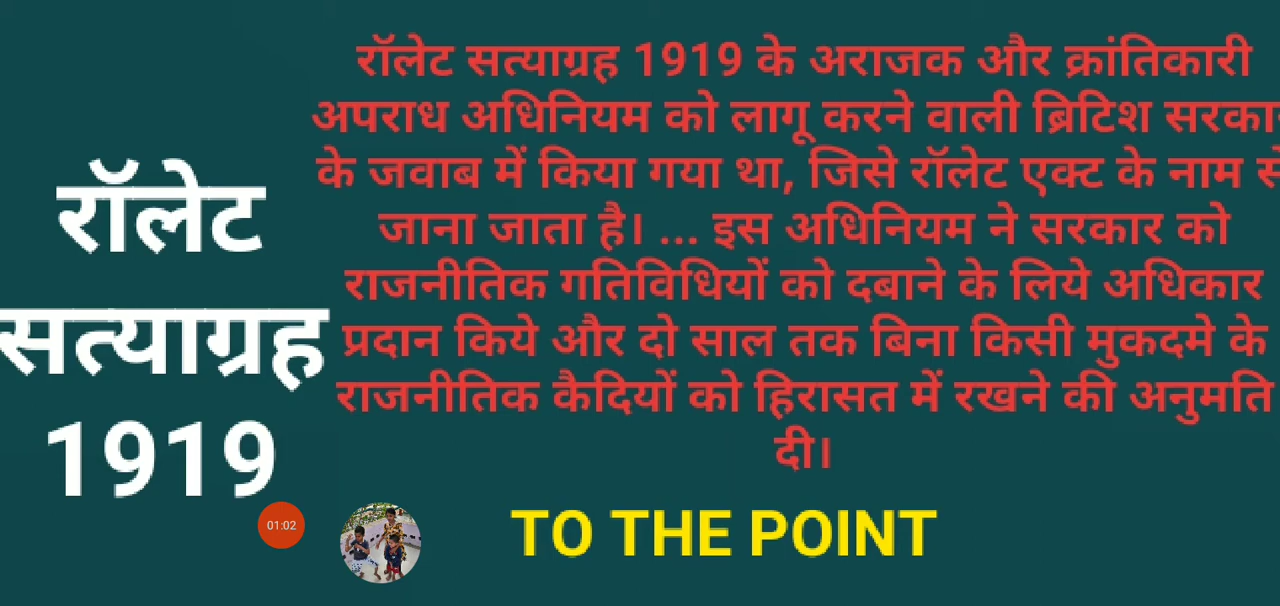 रॉलेट
सत्याग्रह
1919
रॉलेट सत्याग्रह 1919 के अराजक और क्रांतिकारी
अपराध अधिनियम को लागू करने वाली ब्रिटिश सरकार
के जवाब में किया गया था, जिसे रॉलेट एक्ट के नाम से
जाना जाता है। ... इस अधिनियम ने सरकार को
राजनीतिक गतिविधियों को दबाने के लिये अधिकार
प्रदान किये और दो साल तक बिना किसी मुकदमे के
राजनीतिक कैदियों को हिरासत में रखने की अनुमति
दी।
01:02
TO THE POINT